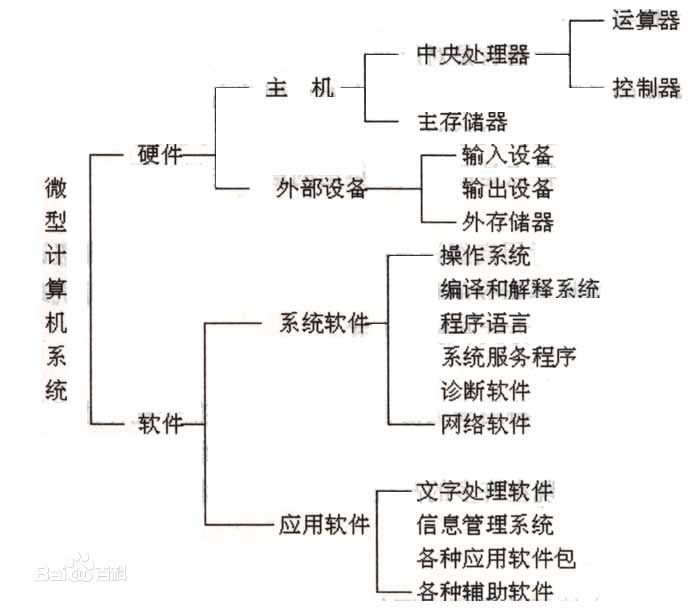 微型计算机系统
硬件
主 机
中央处理器
运算器
控制器
主存储器
外部设备
输入设备
输出设备
外存储器
软件
系统软件
操作系统
编译和解释系统
程序语言
系统服务程序
诊断软件
网络软件
应用软件
文字处理软件
信息管理系统
各种应用软件包
各种辅助软件
Bai百科